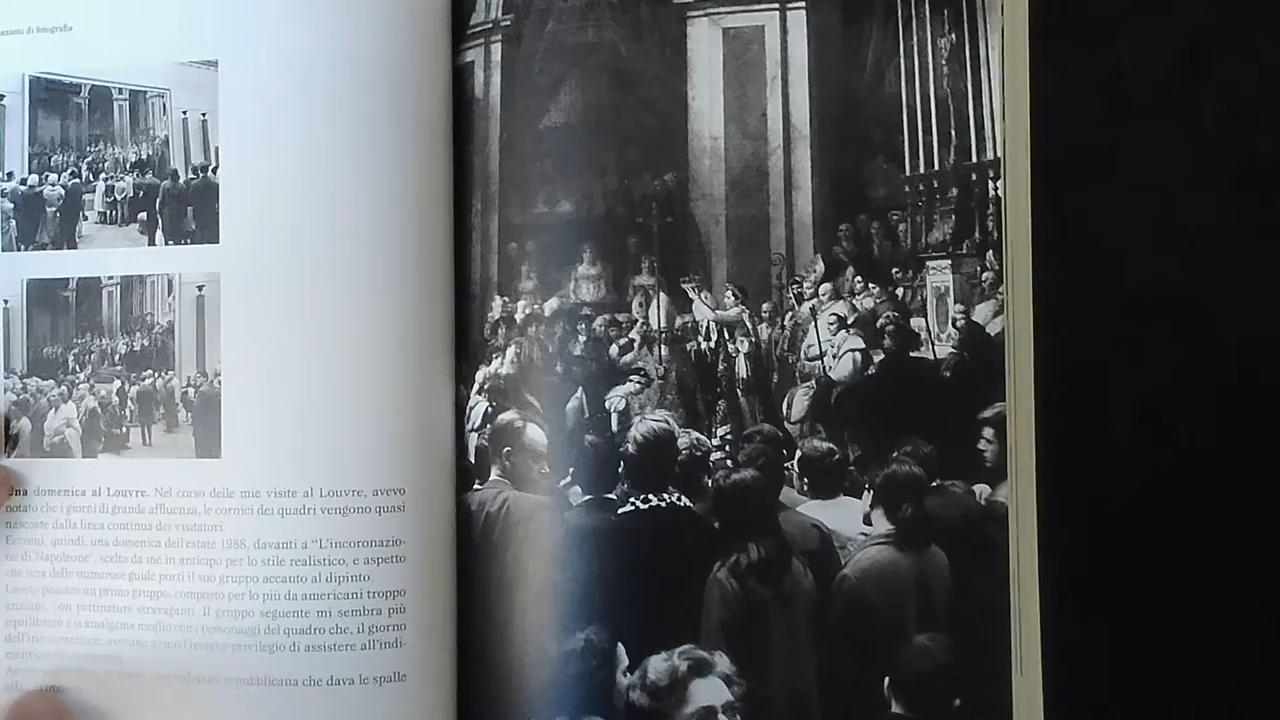 di fotografia
Una domenica al Louvre. Nel corso delle mie visite al Louvre, avevo
notato che i giorni di grande affluenza, le cornici dei quadri vengono quasi
nascoste dalla linea continua dei visitatori.
Eccomi, quindi, una domenica dell'estate 1988, davanti a "L'incoronazio-
ne di Napoleone", scelto da me in anticipo per lo stile realistico, e aspetto
che una delle numerose guide porti il suo gruppo accanto al dipinto.
Lascio passare un primo gruppo, composto per lo più da americani troppo
anziani, con pettinature stravaganti. Il gruppo seguente mi sembra più
equilibrato e si amalgama meglio con i personaggi del quadro che, il giorno
dell'incoronazione, privilegio di assistere all'indi-
repubblicana che dava le spalle